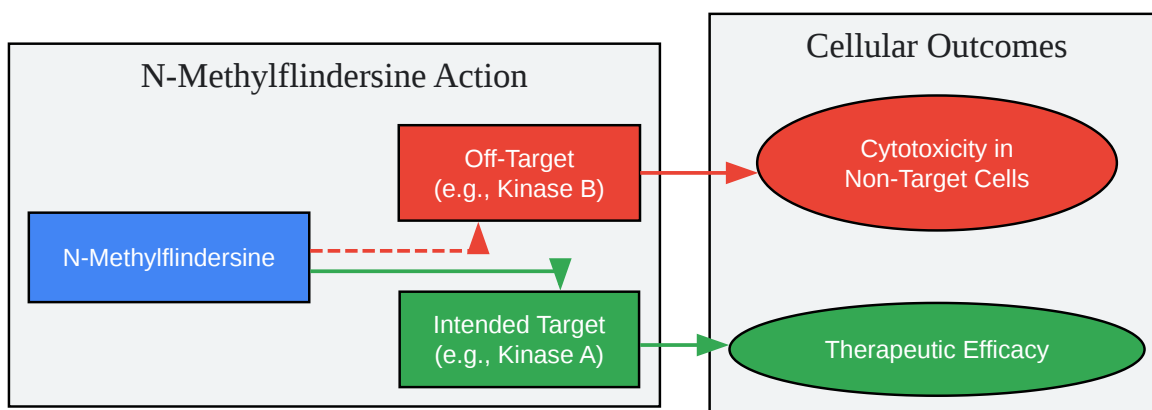 N-Methylflindersine Action
N-Methylflindersine
Off-Target
(e.g., Kinase B)
Intended Target
(e.g., Kinase A)
Cellular Outcomes
Cytotoxicity in
Non-Target Cells
Therapeutic Efficacy